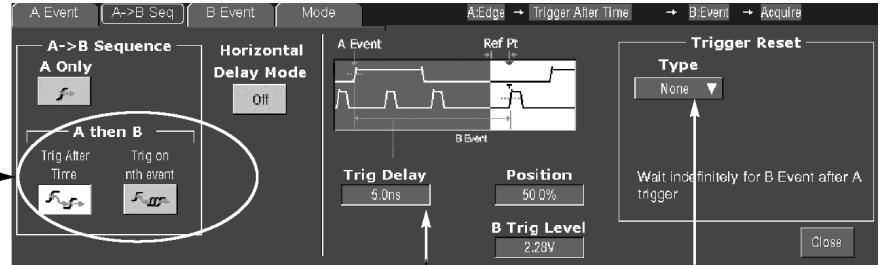 A Event
A->B Seq
B Event
Mode
A:Edge → Trigger After Time → B:Event → Acquire
A->B Sequence
A Only
A then B
Trig After
Time
Trig on
nth event
Horizontal
Delay Mode
Off
A Event
Ref Pt
B Event
Trig Delay
5.0ns
Position
50.0%
B Trig Level
2.28V
Trigger Reset
Type
None
Wait indefinitely for B Event after A
trigger
Close